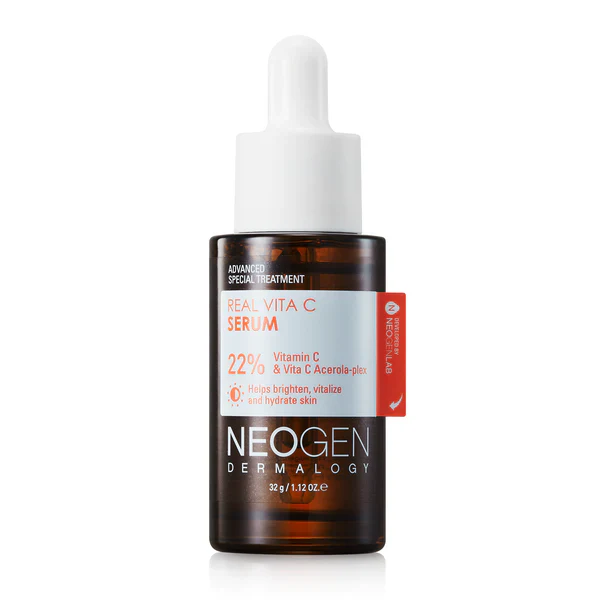 ADVANCED
SPECIAL TREATMENT
REAL VITA C
SERUM
22% Vitamin C
& Vita C Acerola-plex
Helps brighten, vitalize
and hydrate skin
NEOGEN
DERMALOGY
32 g / 1.12 OZ. ℮
N
DEVELOPED BY
NEOGENLAB